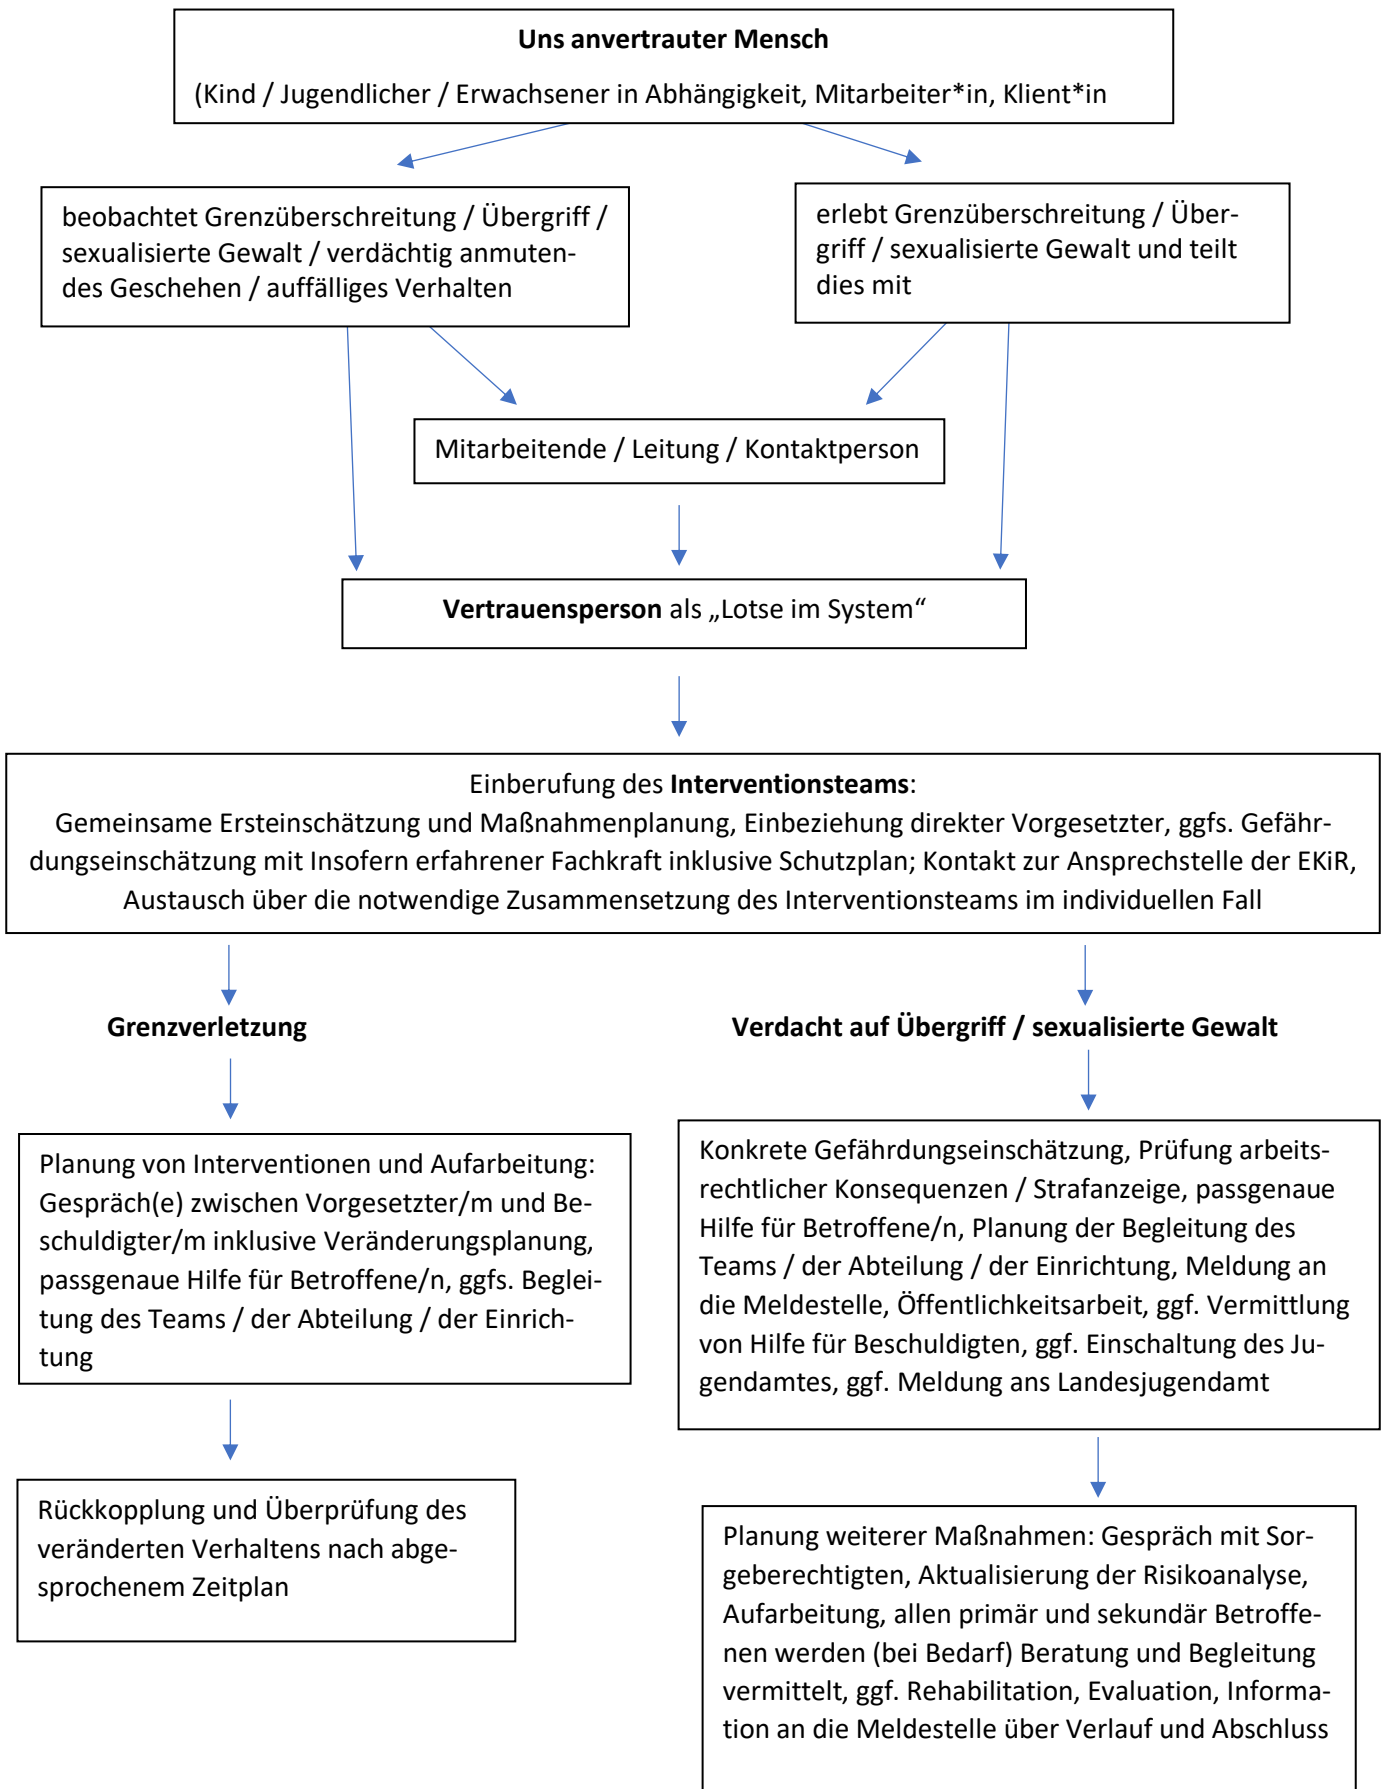 Uns anvertrauter Mensch
(Kind / Jugendlicher / Erwachsener in Abhängigkeit, Mitarbeiter*in, Klient*in
beobachtet Grenzüberschreitung / Übergriff /
sexualisierte Gewalt / verdächtig anmuten-
des Geschehen / auffälliges Verhalten
erlebt Grenzüberschreitung / Über-
griff / sexualisierte Gewalt und teilt
dies mit
Mitarbeitende / Leitung / Kontaktperson
Vertrauensperson als „Lotse im System“
Einberufung des Interventionsteams:
Gemeinsame Ersteinschätzung und Maßnahmenplanung, Einbeziehung direkter Vorgesetzter, ggfs. Gefähr-
dungseinschätzung mit Insofern erfahrener Fachkraft inklusive Schutzplan; Kontakt zur Ansprechstelle der EKiR,
Austausch über die notwendige Zusammensetzung des Interventionsteams im individuellen Fall
Grenzverletzung
Verdacht auf Übergriff / sexualisierte Gewalt
Planung von Interventionen und Aufarbeitung:
Gespräch(e) zwischen Vorgesetzter/m und Be-
schuldigter/m inklusive Veränderungsplanung,
passgenaue Hilfe für Betroffene/n, ggfs. Beglei-
tung des Teams / der Abteilung / der Einrich-
tung
Konkrete Gefährdungseinschätzung, Prüfung arbeits-
rechtlicher Konsequenzen / Strafanzeige, passgenaue
Hilfe für Betroffene/n, Planung der Begleitung des
Teams / der Abteilung / der Einrichtung, Meldung an
die Meldestelle, Öffentlichkeitsarbeit, ggf. Vermittlung
von Hilfe für Beschuldigten, ggf. Einschaltung des Ju-
gendamtes, ggf. Meldung ans Landesjugendamt
Rückkopplung und Überprüfung des
veränderten Verhaltens nach abge-
sprochenem Zeitplan
Planung weiterer Maßnahmen: Gespräch mit Sor-
geberechtigten, Aktualisierung der Risikoanalyse,
Aufarbeitung, allen primär und sekundär Betroffe-
nen werden (bei Bedarf) Beratung und Begleitung
vermittelt, ggf. Rehabilitation, Evaluation, Informa-
tion an die Meldestelle über Verlauf und Abschluss